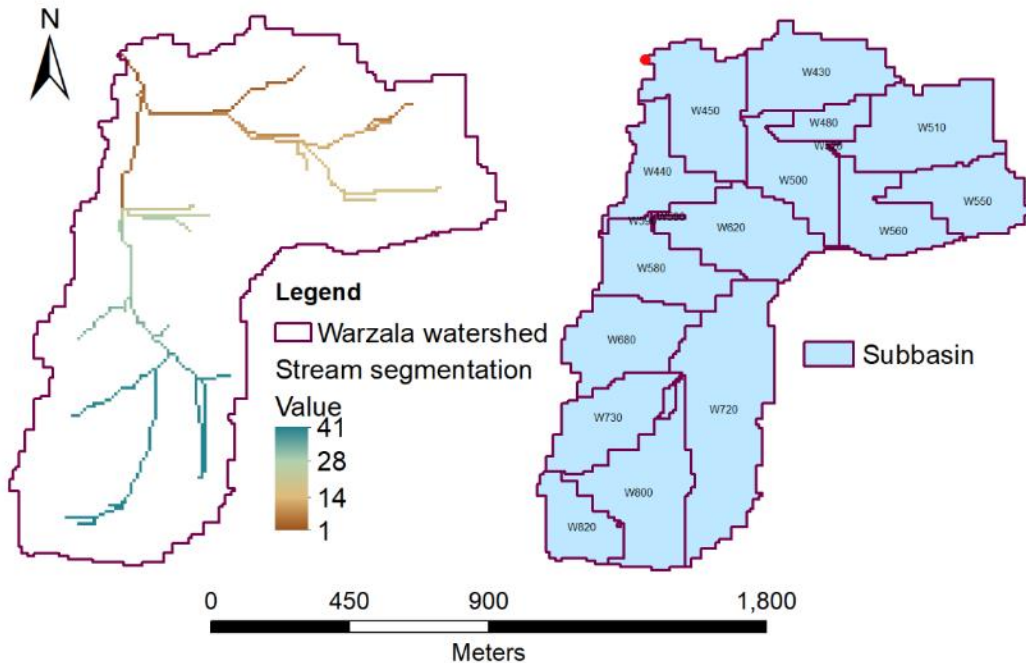 N
Legend
Warzala watershed
Stream segmentation
Value
41
28
14
1
W430
W450
W480
W510
W440
W500
W550
W620
W560
W580
W680
W720
W730
W800
W820
Subbasin
0 450 900 1,800
Meters